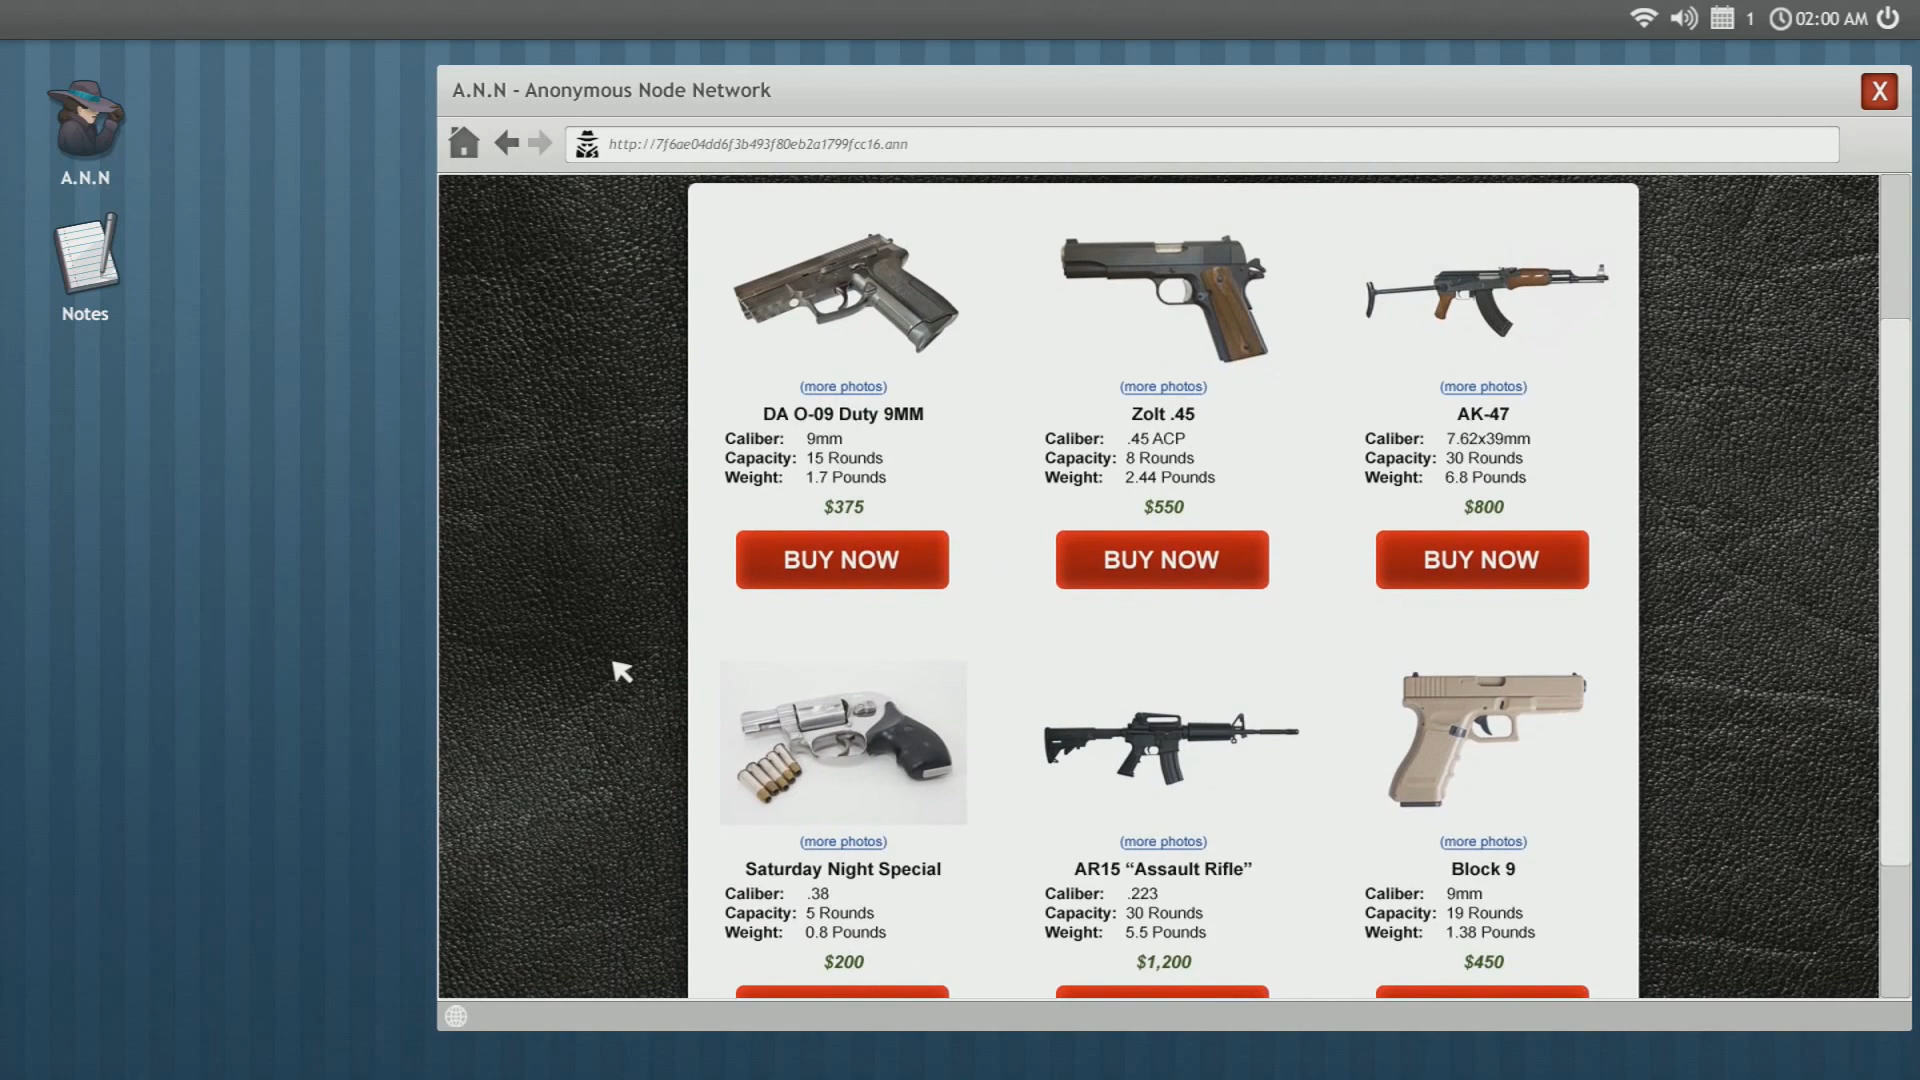 1 02:00 AM
A.N.N - Anonymous Node Network
X
http://7f6ae04dd6f3b493f80eb2a1799fcc16.ann
A.N.N
Notes
(more photos) (more photos) (more photos)
DA O-09 Duty 9MM Zolt .45 AK-47
Caliber: 9mm Caliber: .45 ACP Caliber: 7.62x39mm
Capacity: 15 Rounds Capacity: 8 Rounds Capacity: 30 Rounds
Weight: 1.7 Pounds Weight: 2.44 Pounds Weight: 6.8 Pounds
$375 $550 $800
BUY NOW BUY NOW BUY NOW
(more photos) (more photos) (more photos)
Saturday Night Special AR15 “Assault Rifle” Block 9
Caliber: .38 Caliber: .223 Caliber: 9mm
Capacity: 5 Rounds Capacity: 30 Rounds Capacity: 19 Rounds
Weight: 0.8 Pounds Weight: 5.5 Pounds Weight: 1.38 Pounds
$200 $1,200 $450